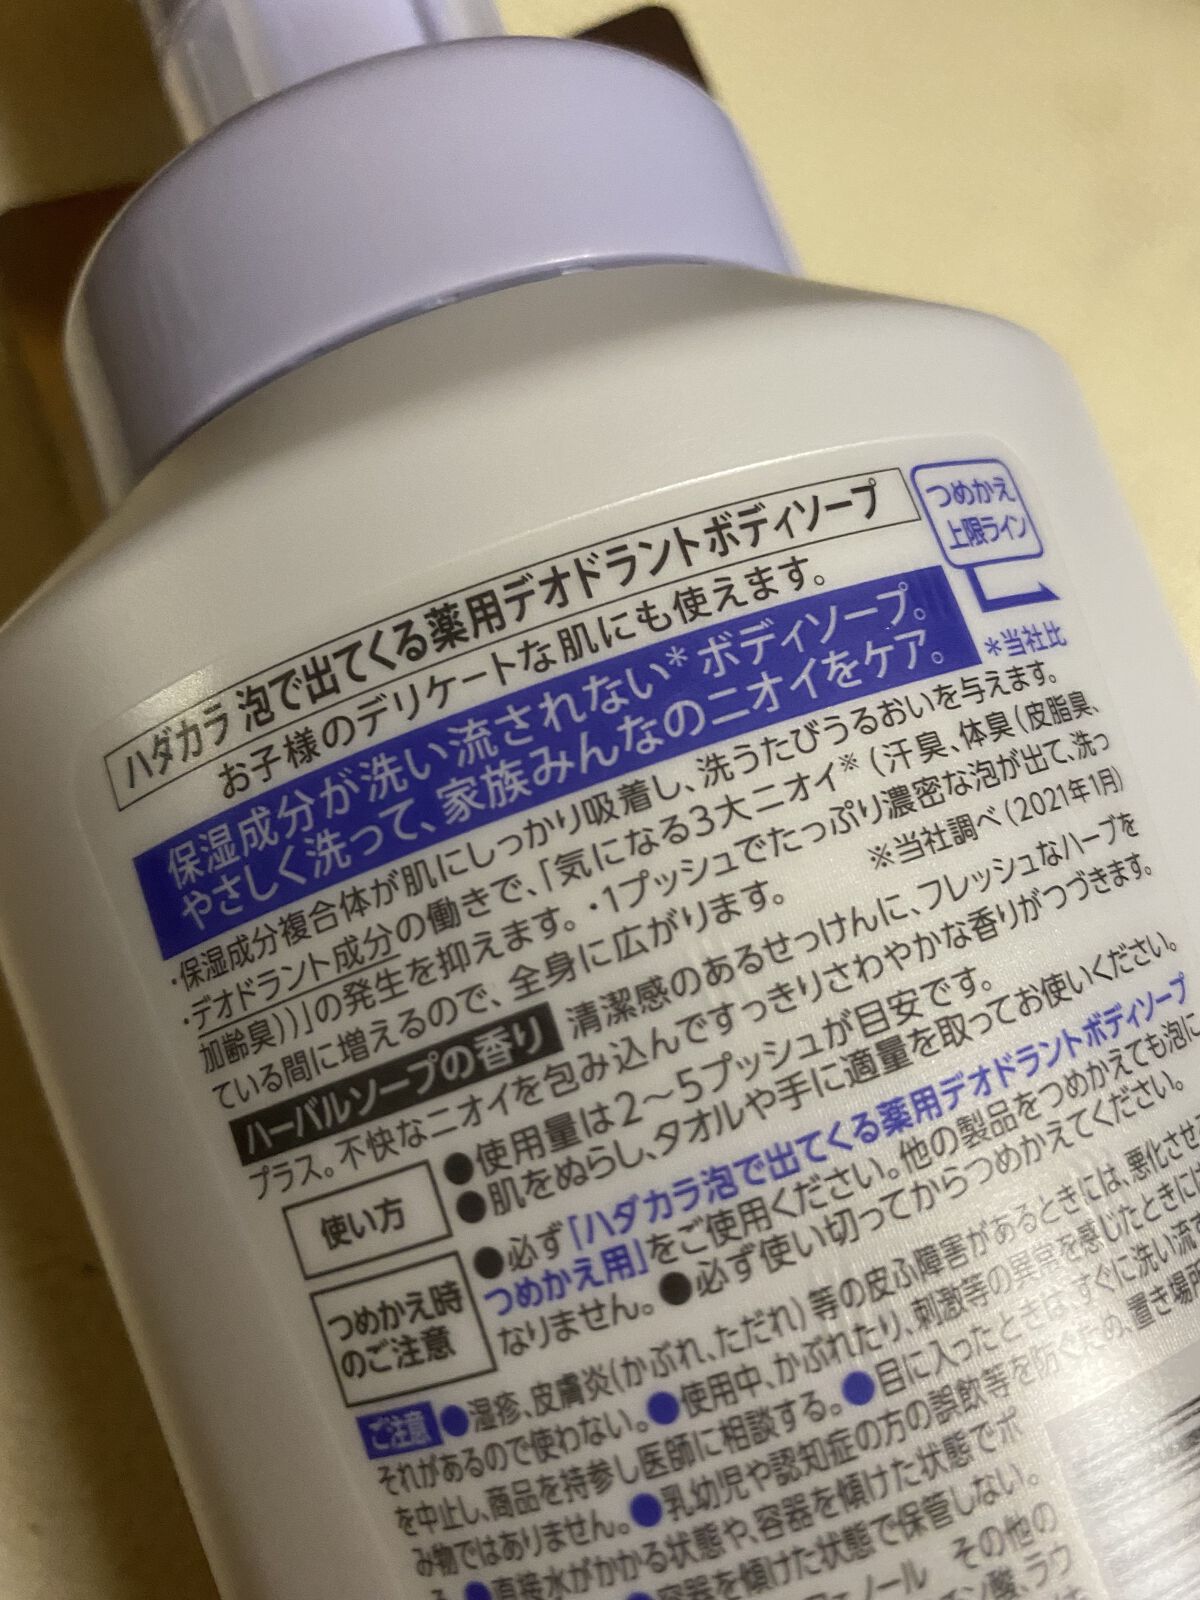 つめかえ
上限ライン
ハダカラ 泡で出てくる薬用デオドラントボディソープ
お子様のデリケートな肌にも使えます。
保湿成分が洗い流されない*ボディソープ。
やさしく洗って、家族みんなのニオイをケア。
*当社比
・保湿成分複合体が肌にしっかり吸着し、洗うたびうるおいを与えます。
・デオドラント成分の働きで、「気になる3大ニオイ※（汗臭、体臭（皮脂臭、
加齢臭））」の発生を抑えます。・1プッシュでたっぷり濃密な泡が出て、洗っ
ている間に増えるので、全身に広がります。 ※当社調べ（2021年1月）
ハーバルソープの香り 清潔感のあるせっけんに、フレッシュなハーブを
プラス。不快なニオイを包み込んですっきりさわやかな香りがつづきます。
使い方
●使用量は2〜5プッシュが目安です。
●肌をぬらし、タオルや手に適量を取ってお使いください。
つめかえ時
のご注意
●必ず「ハダカラ泡で出てくる薬用デオドラントボディソープ
つめかえ用」をご使用ください。他の製品をつめかえても泡に
なりません。●必ず使い切ってからつめかえてください。
ご注意 ●湿疹、皮膚炎（かぶれ、ただれ）等の皮ふ障害があるときには、悪化させ
それがあるので使わない。●使用中、かぶれたり、刺激等の異常を感じたときに
を中止し、商品を持参し医師に相談する。●目に入ったときは、すぐに洗い流
み物ではありません。●乳幼児や認知症の方の誤飲等を防ぐため、置き場所
●直接水がかかる状態や、容器を傾けた状態でポ
●容器を傾けた状態で保管しない。
ノール その他の
ン酸、ラウ